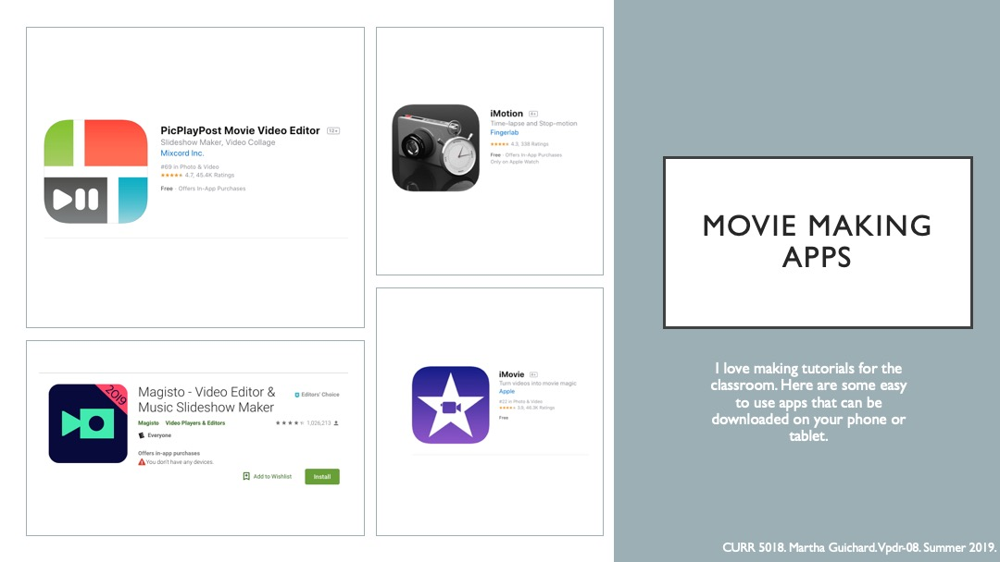 PicPlayPost Movie Video Editor 12+
Slideshow Maker, Video Collage
Mixcord Inc.
#69 in Photo & Video
4.7, 45.4K Ratings
Free · Offers In-App Purchases
iMotion
Time-lapse and Stop-motion
Fingerlab
4.3, 338 Ratings
Free · Offers In-App Purchases
Only on Apple Watch
2019
Magisto - Video Editor &
Music Slideshow Maker
Editors' Choice
Magisto Video Players & Editors 1,026,213
Everyone
Offers in-app purchases
You don't have any devices.
Add to Wishlist Install
iMovie
Turn videos into movie magic
Apple
#22 in Photo & Video
3.9, 46.3K Ratings
Free
MOVIE MAKING
APPS
I love making tutorials for the
classroom. Here are some easy
to use apps that can be
downloaded on your phone or
tablet.
CURR 5018. Martha Guichard.Vpdr-08. Summer 2019.